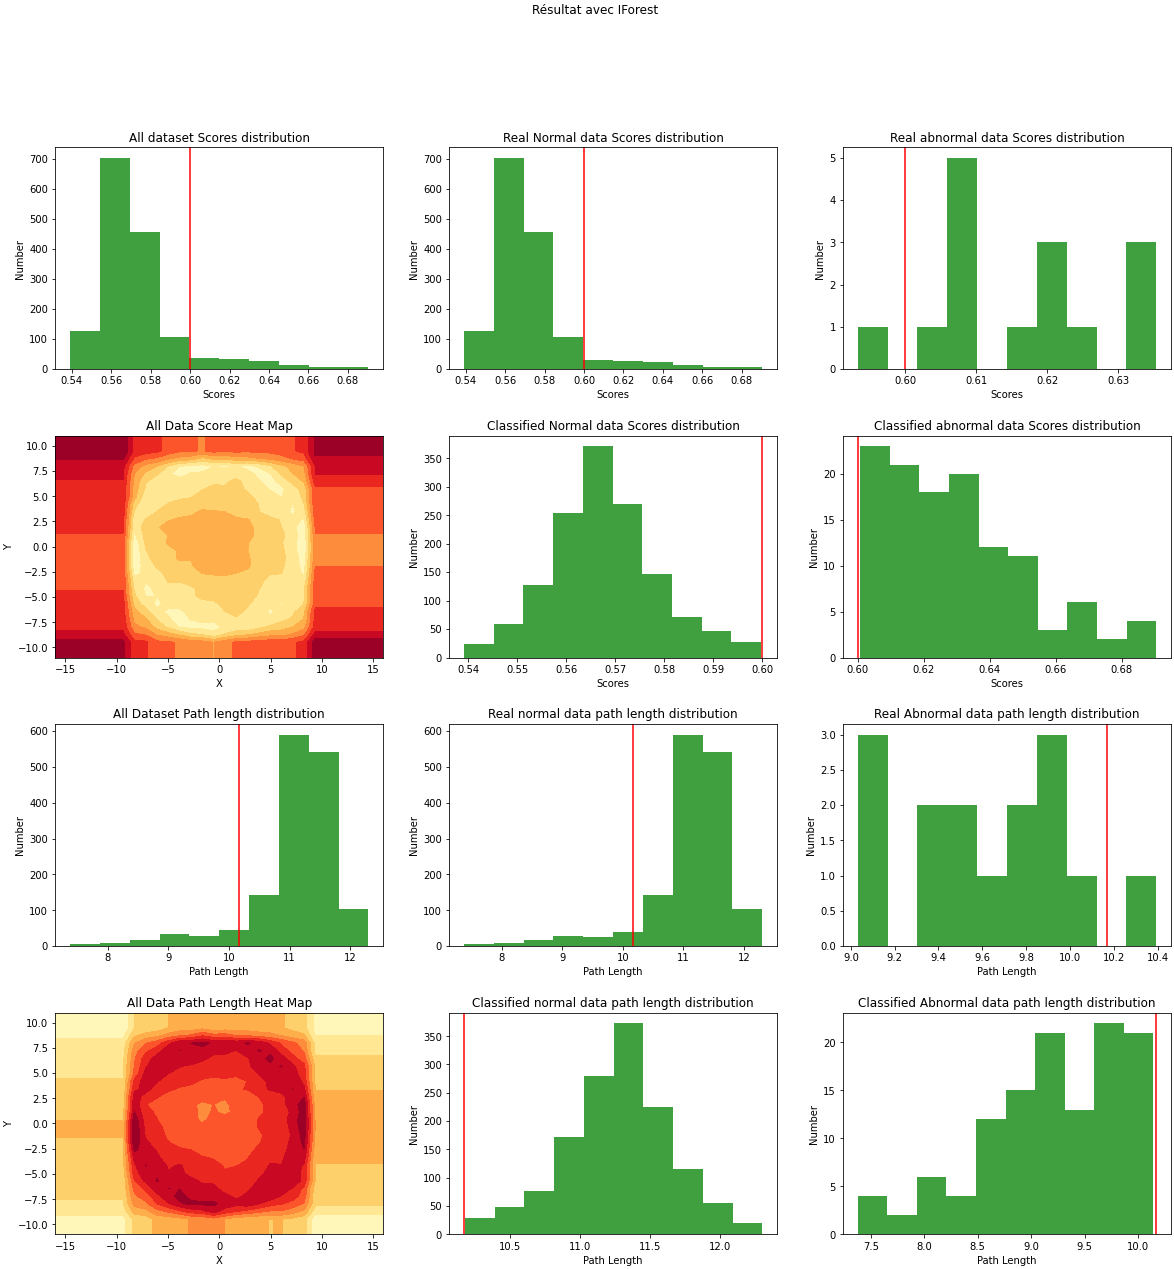 Résultat avec IForest
All dataset Scores distribution
Number
700
600
500
400
300
200
100
0
0.54 0.56 0.58 0.60 0.62 0.64 0.66 0.68
Scores
Real Normal data Scores distribution
Number
700
600
500
400
300
200
100
0
0.54 0.56 0.58 0.60 0.62 0.64 0.66 0.68
Scores
Real abnormal data Scores distribution
Number
5
4
3
2
1
0
0.60 0.61 0.62 0.63
Scores
All Data Score Heat Map
Y
10.0
7.5
5.0
2.5
0.0
−2.5
−5.0
−7.5
−10.0
−15 −10 −5 0 5 10 15
X
Classified Normal data Scores distribution
Number
350
300
250
200
150
100
50
0
0.54 0.55 0.56 0.57 0.58 0.59 0.60
Scores
Classified abnormal data Scores distribution
Number
20
15
10
5
0
0.60 0.62 0.64 0.66 0.68
Scores
All Dataset Path length distribution
Number
600
500
400
300
200
100
0
8 9 10 11 12
Path Length
Real normal data path length distribution
Number
600
500
400
300
200
100
0
8 9 10 11 12
Path Length
Real Abnormal data path length distribution
Number
3.0
2.5
2.0
1.5
1.0
0.5
0.0
9.0 9.2 9.4 9.6 9.8 10.0 10.2 10.4
Path Length
All Data Path Length Heat Map
Y
10.0
7.5
5.0
2.5
0.0
−2.5
−5.0
−7.5
−10.0
−15 −10 −5 0 5 10 15
X
Classified normal data path length distribution
Number
350
300
250
200
150
100
50
0
10.5 11.0 11.5 12.0
Path Length
Classified Abnormal data path length distribution
Number
20
15
10
5
0
7.5 8.0 8.5 9.0 9.5 10.0
Path Length